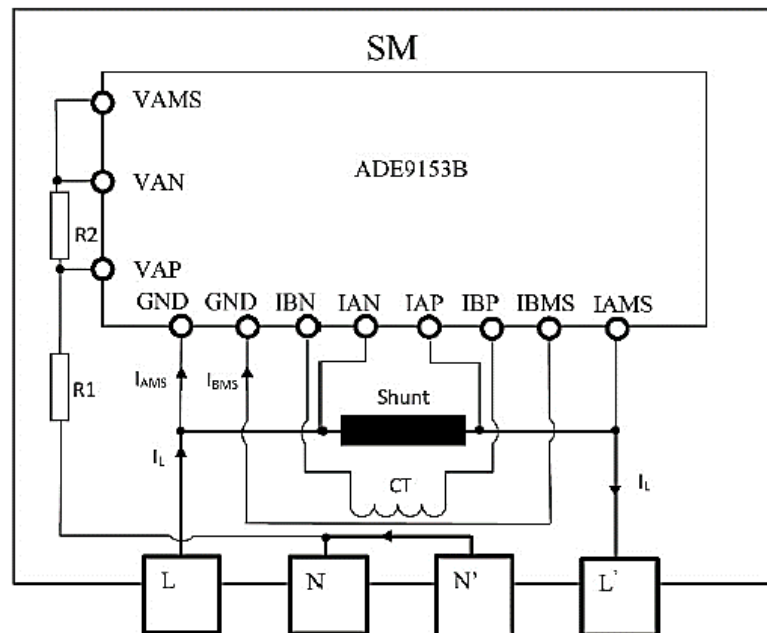 SM
VAMS
ADE9153B
VAN
R2
VAP
GND GND IBN IAN IAP IBP IBMS IAMS
R1
IAMS
IBMS
Shunt
IL
CT
IL
L N N' L'